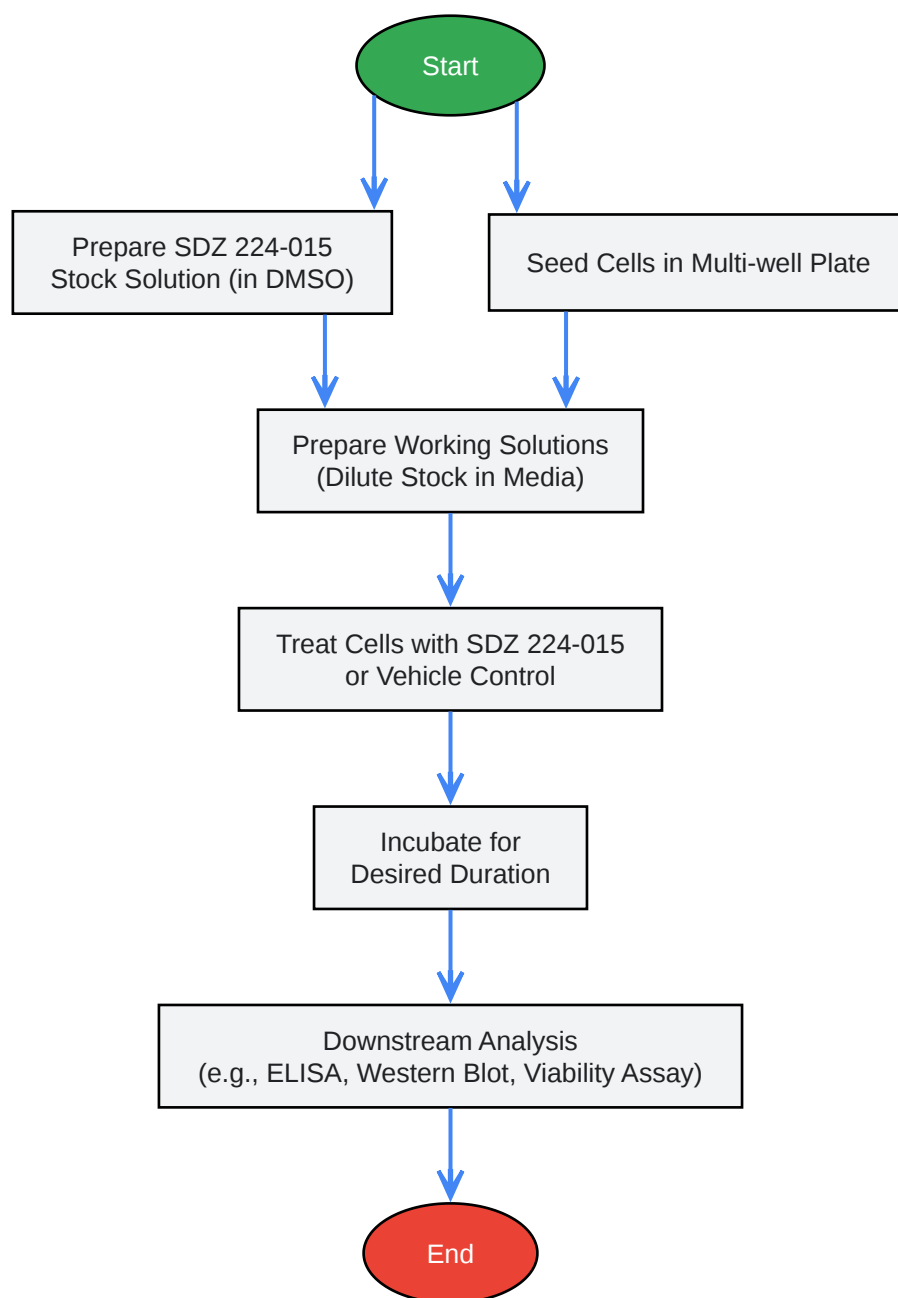 Start
Prepare SDZ 224-015
Stock Solution (in DMSO)
Seed Cells in Multi-well Plate
Prepare Working Solutions
(Dilute Stock in Media)
Treat Cells with SDZ 224-015
or Vehicle Control
Incubate for
Desired Duration
Downstream Analysis
(e.g., ELISA, Western Blot, Viability Assay)
End